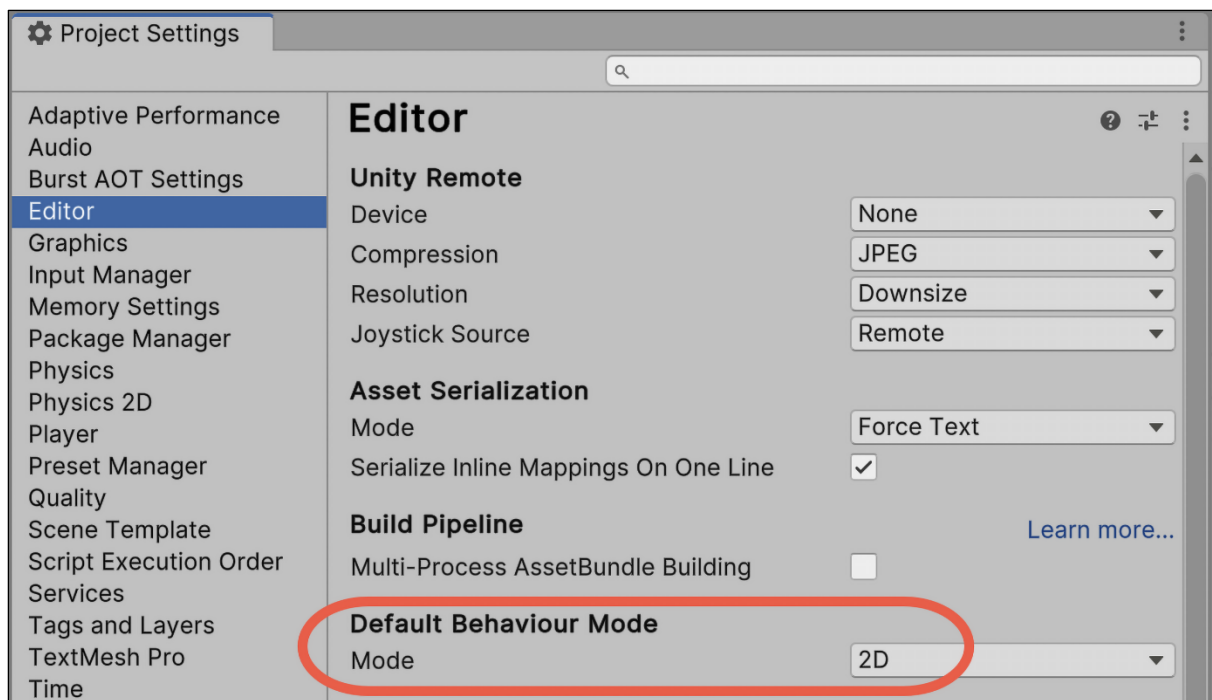 Project Settings
Adaptive Performance
Audio
Burst AOT Settings
Editor
Graphics
Input Manager
Memory Settings
Package Manager
Physics
Physics 2D
Player
Preset Manager
Quality
Scene Template
Script Execution Order
Services
Tags and Layers
TextMesh Pro
Time
Editor
Unity Remote
Device None
Compression JPEG
Resolution Downsize
Joystick Source Remote
Asset Serialization
Mode Force Text
Serialize Inline Mappings On One Line
Build Pipeline Learn more...
Multi-Process AssetBundle Building
Default Behaviour Mode
Mode 2D